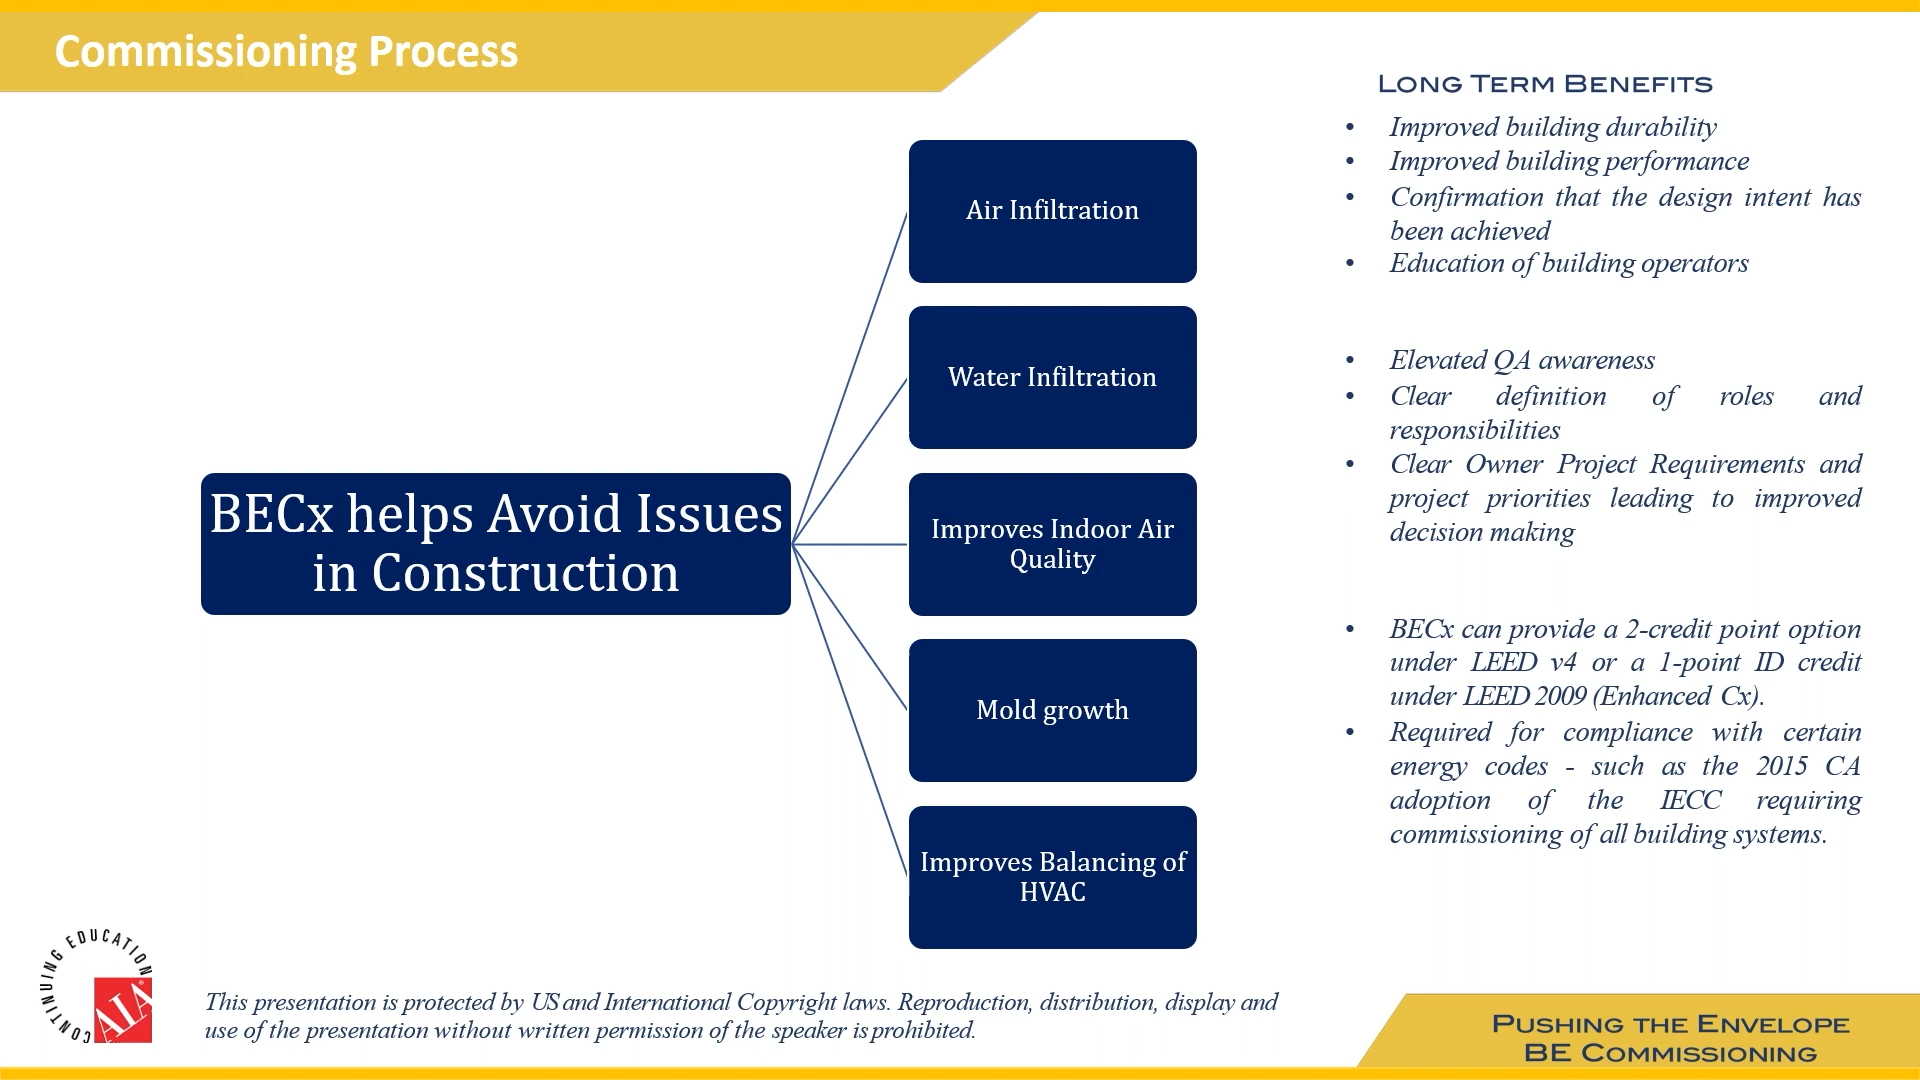 Commissioning Process
BECx helps Avoid Issues
in Construction
Air Infiltration
Water Infiltration
Improves Indoor Air
Quality
Mold growth
Improves Balancing of
HVAC
Long Term Benefits
• Improved building durability
• Improved building performance
• Confirmation that the design intent has
been achieved
• Education of building operators
• Elevated QA awareness
• Clear definition of roles and
responsibilities
• Clear Owner Project Requirements and
project priorities leading to improved
decision making
• BECx can provide a 2-credit point option
under LEED v4 or a 1-point ID credit
under LEED 2009 (Enhanced Cx).
• Required for compliance with certain
energy codes - such as the 2015 CA
adoption of the IECC requiring
commissioning of all building systems.
CONTINUING EDUCATION
AIA
This presentation is protected by US and International Copyright laws. Reproduction, distribution, display and
use of the presentation without written permission of the speaker is prohibited.
Pushing the Envelope
BE Commissioning